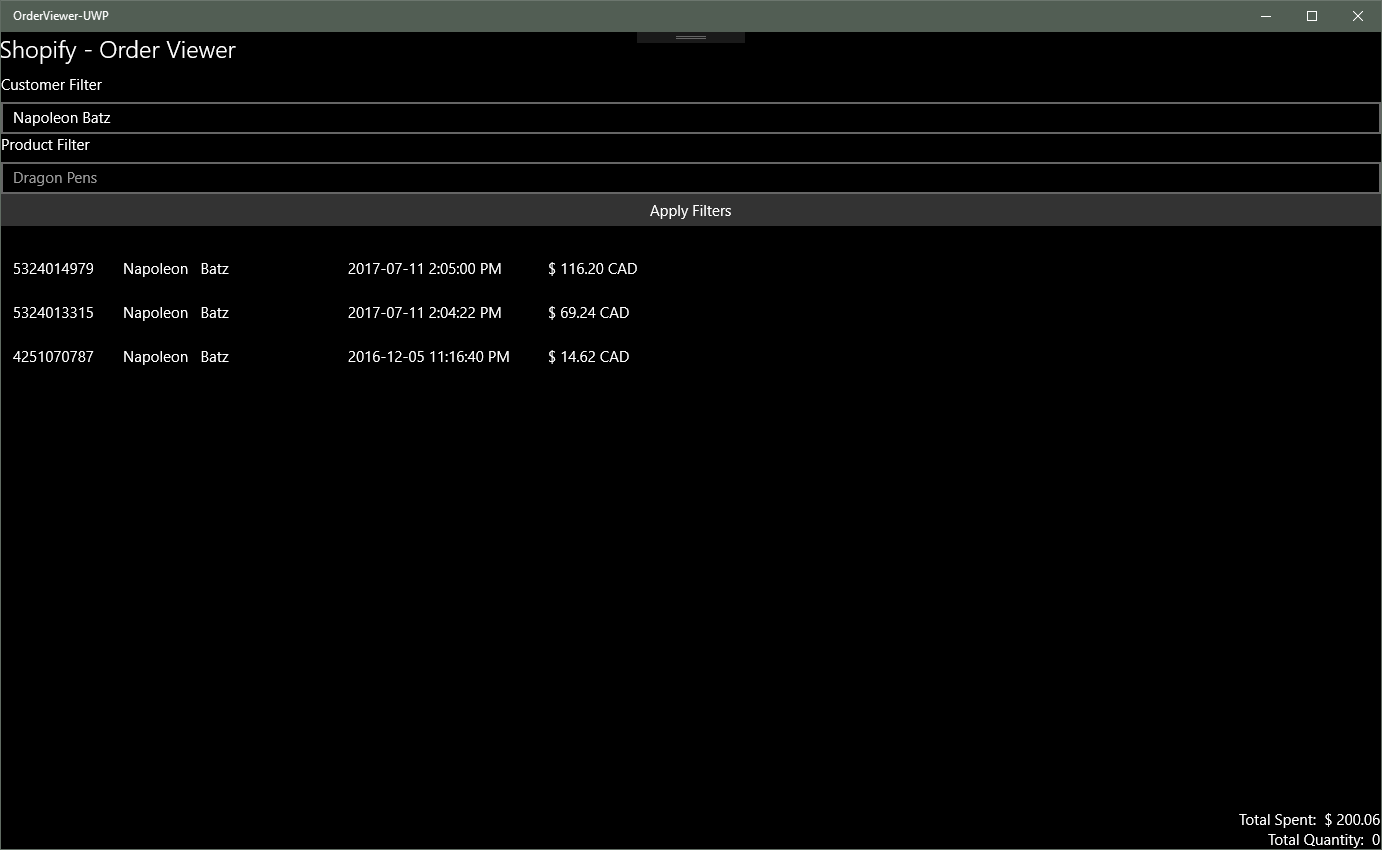 OrderViewer-UWP
Shopify - Order Viewer
Customer Filter
Napoleon Batz
Product Filter
Dragon Pens
Apply Filters
5324014979 Napoleon Batz 2017-07-11 2:05:00 PM $ 116.20 CAD
5324013315 Napoleon Batz 2017-07-11 2:04:22 PM $ 69.24 CAD
4251070787 Napoleon Batz 2016-12-05 11:16:40 PM $ 14.62 CAD
Total Spent: $ 200.06
Total Quantity: 0